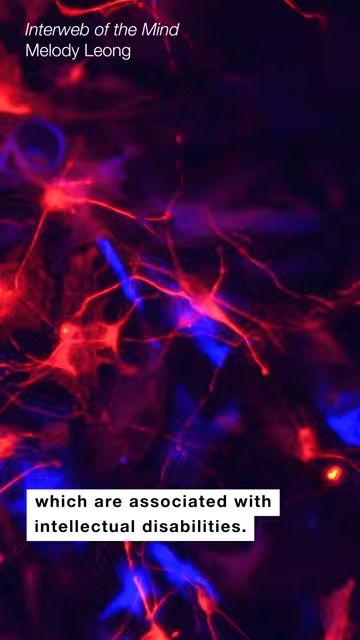 Interweb of the Mind
Melody Leong
which are associated with
intellectual disabilities.